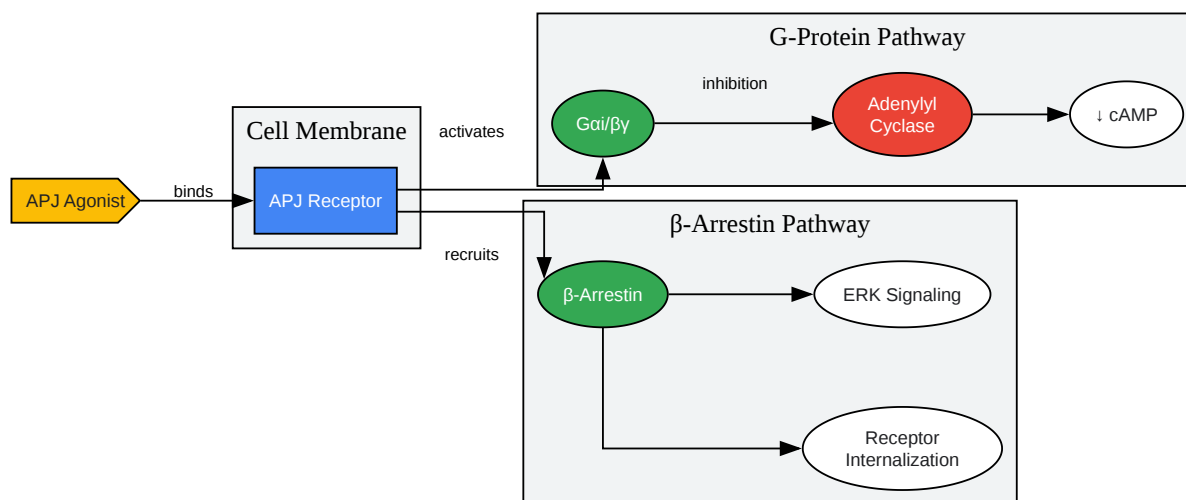 G-Protein Pathway
inhibition
Gαi/βγ
Adenylyl
Cyclase
↓ cAMP
Cell Membrane
activates
APJ Agonist
binds
APJ Receptor
recruits
β-Arrestin Pathway
β-Arrestin
ERK Signaling
Receptor
Internalization